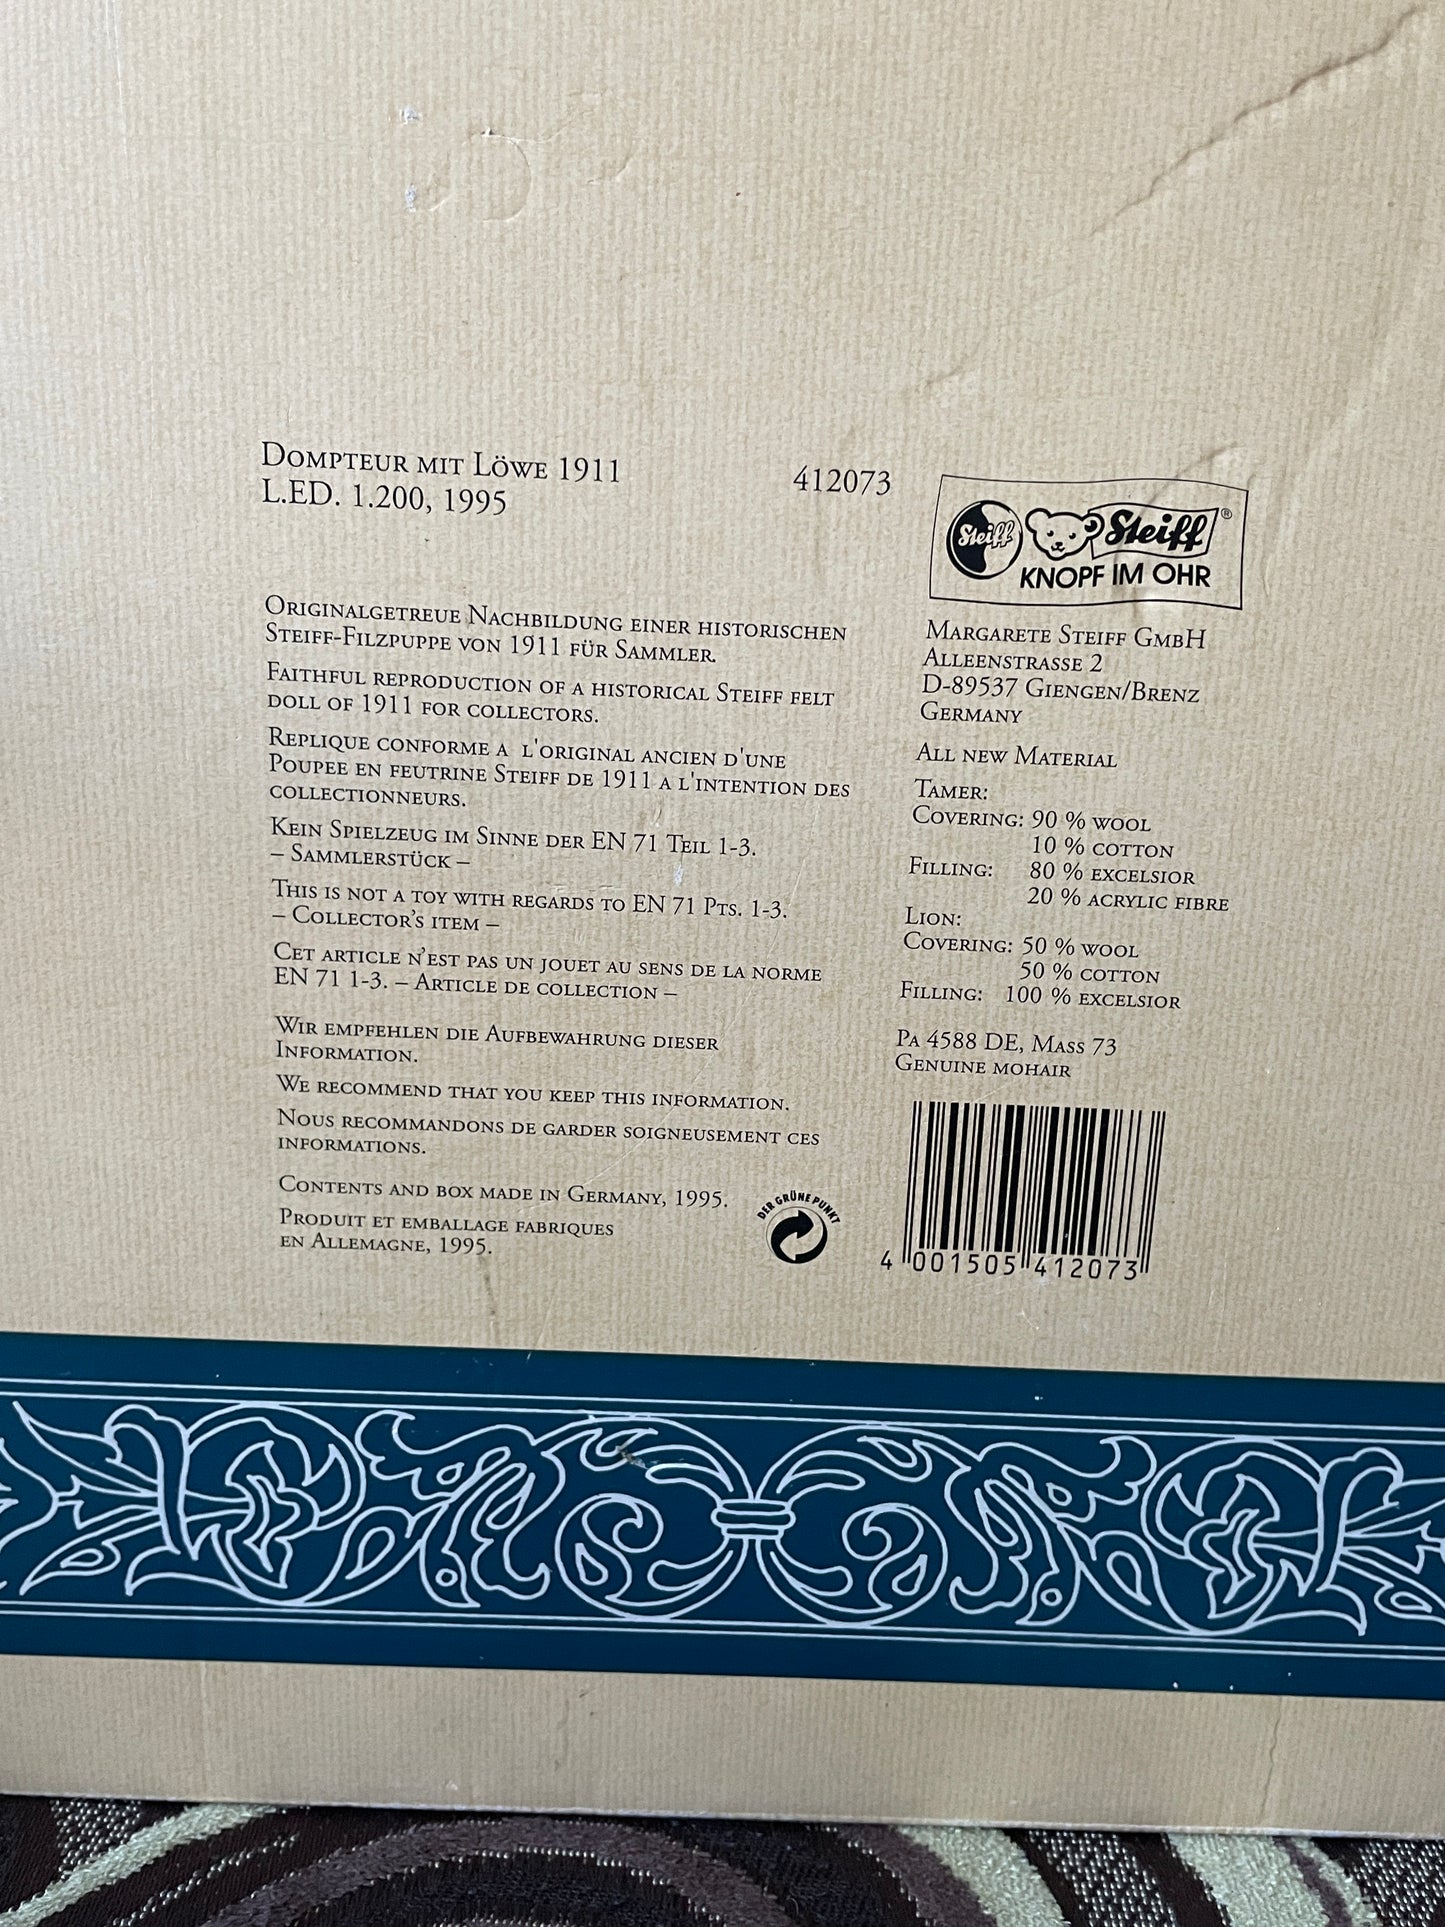 Dompteur mit Löwe 1911
L.ED. 1.200, 1995
412073
Originalgetreue Nachbildung einer historischen
Steiff-Filzpuppe von 1911 für Sammler.
Faithful reproduction of a historical Steiff felt
doll of 1911 for collectors.
Replique conforme a l'original ancien d'une
Poupee en feutrine Steiff de 1911 a l'intention des
collectionneurs.
Kein Spielzeug im Sinne der EN 71 Teil 1-3.
– Sammlerstück –
This is not a toy with regards to EN 71 Pts. 1-3.
– Collector's item –
Cet article n'est pas un jouet au sens de la norme
EN 71 1-3. – Article de collection –
Wir empfehlen die Aufbewahrung dieser
Information.
We recommend that you keep this information.
Nous recommandons de garder soigneusement ces
informations.
Contents and box made in Germany, 1995.
Produit et emballage fabriques
en Allemagne, 1995.
DER GRÜNE PUNKT
Steiff
Steiff®
KNOPF IM OHR
Margarete Steiff GmbH
Alleenstrasse 2
D-89537 Giengen/Brenz
Germany
All new Material
Tamer:
Covering: 90 % wool
10 % cotton
Filling: 80 % excelsior
20 % acrylic fibre
Lion:
Covering: 50 % wool
50 % cotton
Filling: 100 % excelsior
Pa 4588 DE, Mass 73
Genuine mohair
4 001505 412073